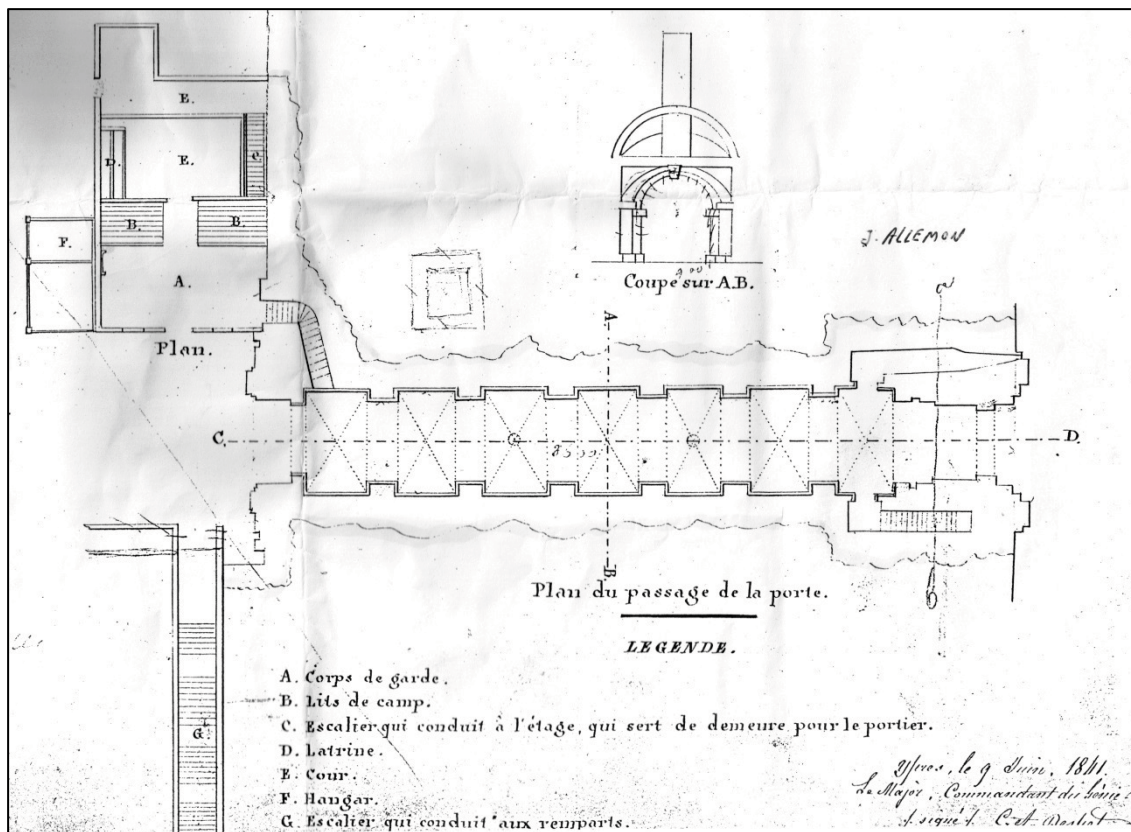 E.
D.
E.
C.
B.
B.
F.
A.
Plan.
Coupe sur A.B.
J. ALLEMON
A
C.
D.
B
Plan du passage de la porte.
LEGENDE.
A. Corps de garde.
B. Lits de camp.
C. Escalier qui conduit à l'étage, qui sert de demeure pour le portier.
D. Latrine.
E. Cour.
F. Hangar.
G. Escalier qui conduit aux remparts.
G.
Ypres, le 9 Juin, 1841.
Le Major, Commandant du Génie
signé